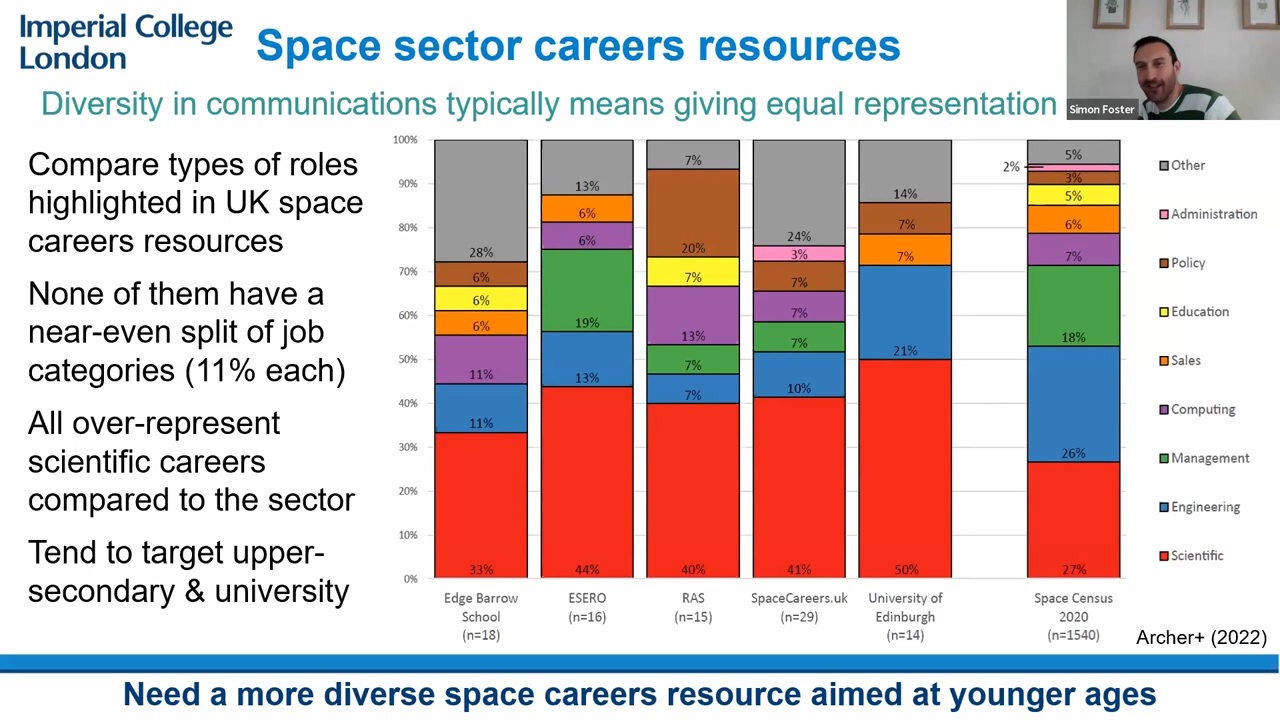 Imperial College
London
Space sector careers resources
Simon Foster
Diversity in communications typically means giving equal representation
Compare types of roles
highlighted in UK space
careers resources
None of them have a
near-even split of job
categories (11% each)
All over-represent
scientific careers
compared to the sector
Tend to target upper-
secondary & university
100%
90%
80%
70%
60%
50%
40%
30%
20%
10%
0%
28%
6%
6%
6%
11%
11%
33%
13%
6%
6%
19%
13%
44%
7%
20%
7%
13%
7%
7%
40%
24%
3%
7%
7%
7%
10%
41%
14%
7%
7%
21%
50%
5%
2%
3%
5%
6%
7%
18%
26%
27%
Edge Barrow
School
(n=18)
ESERO
(n=16)
RAS
(n=15)
SpaceCareers.uk
(n=29)
University of
Edinburgh
(n=14)
Space Census
2020
(n=1540)
Other
Administration
Policy
Education
Sales
Computing
Management
Engineering
Scientific
Archer+ (2022)
Need a more diverse space careers resource aimed at younger ages